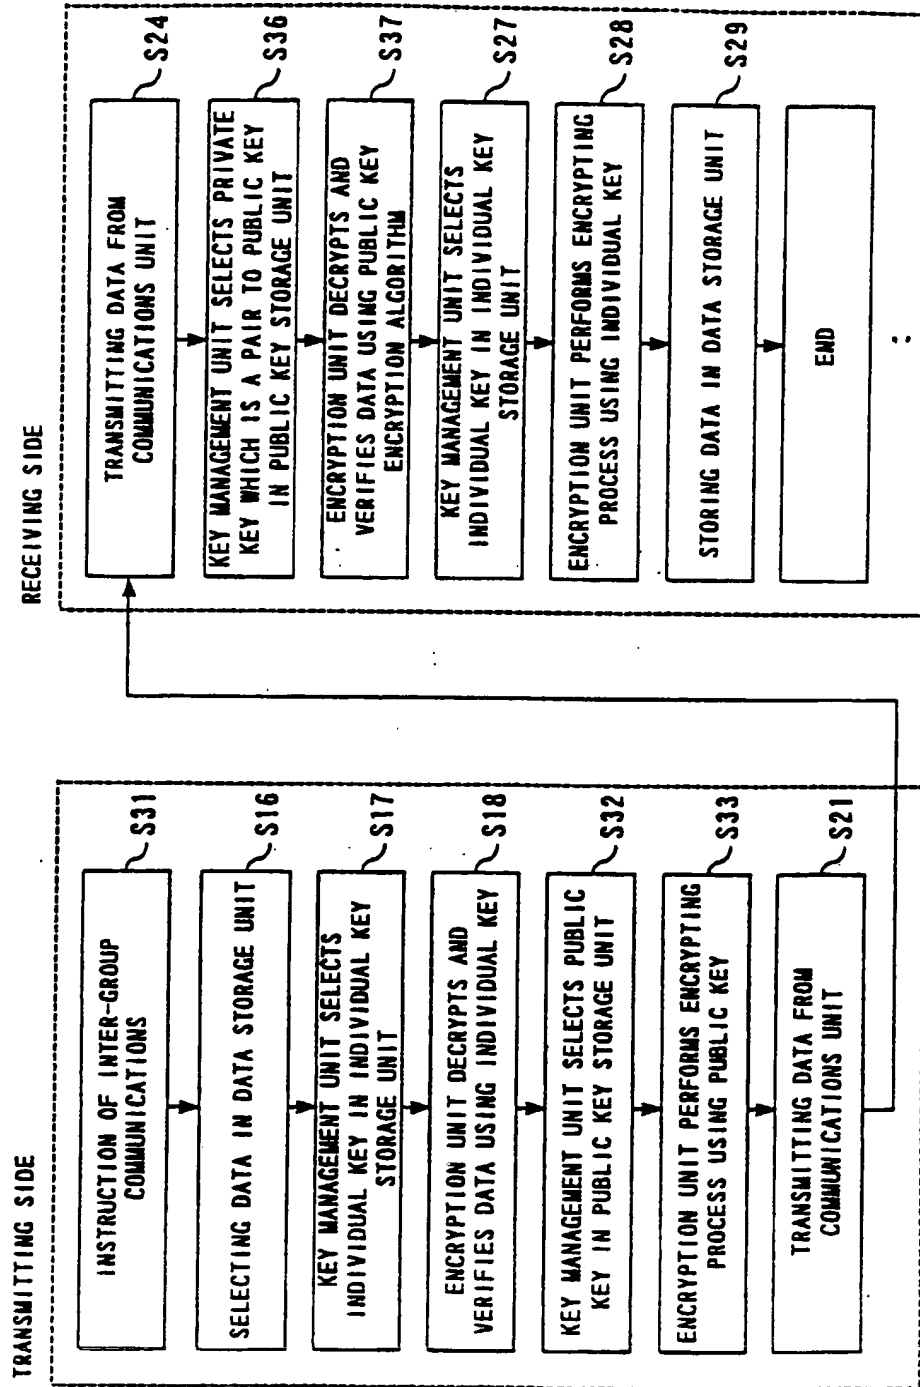 TRANSMITTING SIDE
INSTRUCTION OF INTER-GROUP
COMMUNICATIONS
S31
SELECTING DATA IN DATA STORAGE UNIT
S16
KEY MANAGEMENT UNIT SELECTS
INDIVIDUAL KEY IN INDIVIDUAL KEY
STORAGE UNIT
S17
ENCRYPTION UNIT DECRYPTS AND
VERIFIES DATA USING INDIVIDUAL KEY
S18
KEY MANAGEMENT UNIT SELECTS PUBLIC
KEY IN PUBLIC KEY STORAGE UNIT
S32
ENCRYPTION UNIT PERFORMS ENCRYPTING
PROCESS USING PUBLIC KEY
S33
TRANSMITTING DATA FROM
COMMUNICATIONS UNIT
S21
RECEIVING SIDE
TRANSMITTING DATA FROM
COMMUNICATIONS UNIT
S24
KEY MANAGEMENT UNIT SELECTS PRIVATE
KEY WHICH IS A PAIR TO PUBLIC KEY
IN PUBLIC KEY STORAGE UNIT
S36
ENCRYPTION UNIT DECRYPTS AND
VERIFIES DATA USING PUBLIC KEY
ENCRYPTION ALGORITHM
S37
KEY MANAGEMENT UNIT SELECTS
INDIVIDUAL KEY IN INDIVIDUAL KEY
STORAGE UNIT
S27
ENCRYPTION UNIT PERFORMS ENCRYPTING
PROCESS USING INDIVIDUAL KEY
S28
STORING DATA IN DATA STORAGE UNIT
S29
END